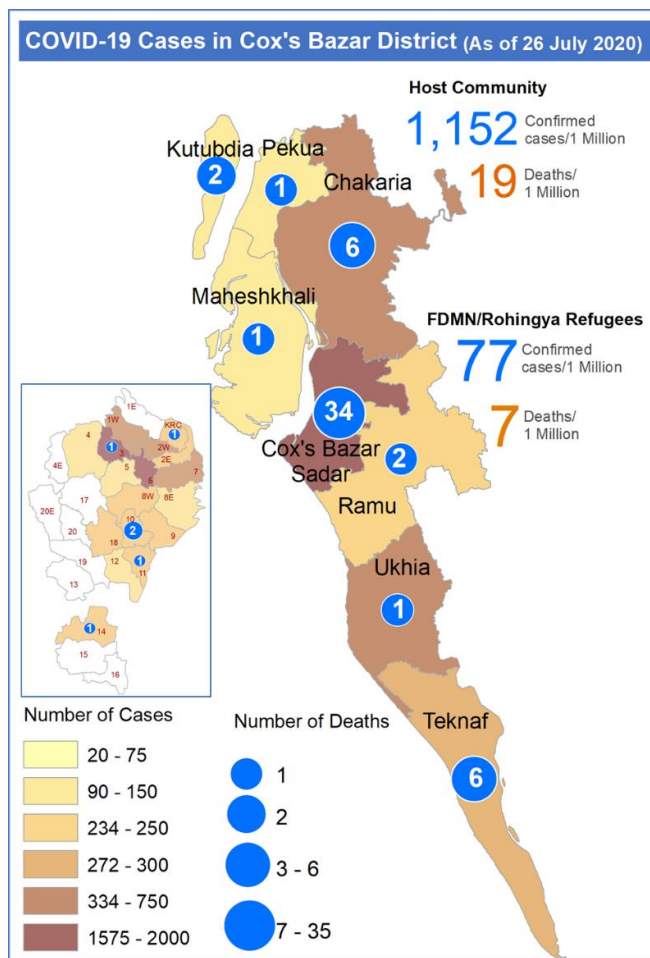 COVID-19 Cases in Cox's Bazar District (As of 26 July 2020)
Host Community
1,152 Confirmed cases/1 Million
19 Deaths/ 1 Million
Kutubdia
2
Pekua
1
Chakaria
6
Maheshkhali
1
FDMN/Rohingya Refugees
77 Confirmed cases/1 Million
7 Deaths/ 1 Million
34
Cox's Bazar
Sadar
2
Ramu
Ukhia
1
Teknaf
6
1E
1W
KRC
1
4
1
3
2W
2E
4E
5
6
7
17
8W
8E
20E
10
2
20
18
9
19
12
1
11
13
1
14
15
16
Number of Cases
20 - 75
90 - 150
234 - 250
272 - 300
334 - 750
1575 - 2000
Number of Deaths
1
2
3 - 6
7 - 35